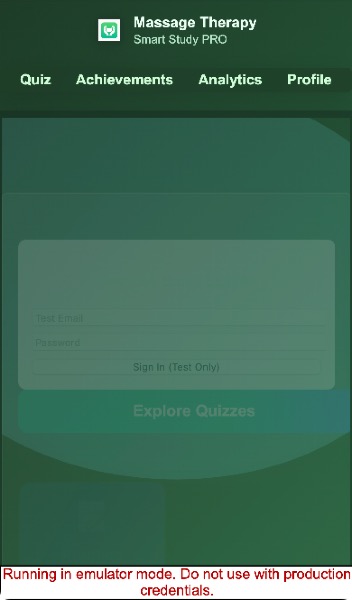 Massage Therapy
Smart Study PRO
Quiz Achievements Analytics Profile
Test Email
Password
Sign In (Test Only)
Explore Quizzes
Running in emulator mode. Do not use with production
credentials.